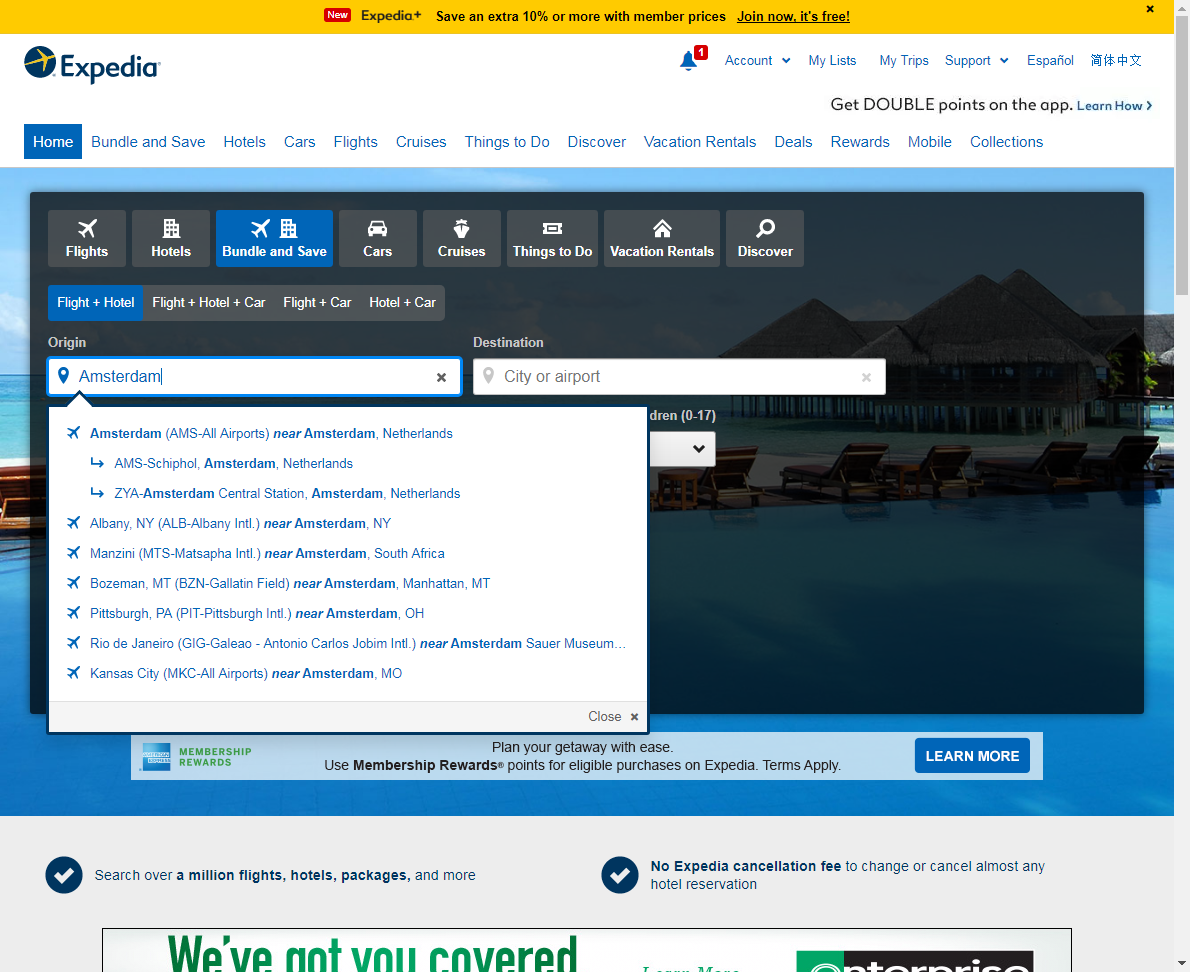 New Expedia+ Save an extra 10% or more with member prices Join now, it's free!
Expedia
1 Account My Lists My Trips Support Español 简体中文
Get DOUBLE points on the app. Learn How
Home Bundle and Save Hotels Cars Flights Cruises Things to Do Discover Vacation Rentals Deals Rewards Mobile Collections
Flights Hotels Bundle and Save Cars Cruises Things to Do Vacation Rentals Discover
Flight + Hotel Flight + Hotel + Car Flight + Car Hotel + Car
Origin Destination
Amsterdam City or airport
dren (0-17)
Amsterdam (AMS-All Airports) near Amsterdam, Netherlands
AMS-Schiphol, Amsterdam, Netherlands
ZYA-Amsterdam Central Station, Amsterdam, Netherlands
Albany, NY (ALB-Albany Intl.) near Amsterdam, NY
Manzini (MTS-Matsapha Intl.) near Amsterdam, South Africa
Bozeman, MT (BZN-Gallatin Field) near Amsterdam, Manhattan, MT
Pittsburgh, PA (PIT-Pittsburgh Intl.) near Amsterdam, OH
Rio de Janeiro (GIG-Galeao - Antonio Carlos Jobim Intl.) near Amsterdam Sauer Museum...
Kansas City (MKC-All Airports) near Amsterdam, MO
Close
AMERICAN EXPRESS
MEMBERSHIP
REWARDS
Plan your getaway with ease.
Use Membership Rewards® points for eligible purchases on Expedia. Terms Apply.
LEARN MORE
Search over a million flights, hotels, packages, and more
No Expedia cancellation fee to change or cancel almost any
hotel reservation
We've got you covered
Learn More
enterprise